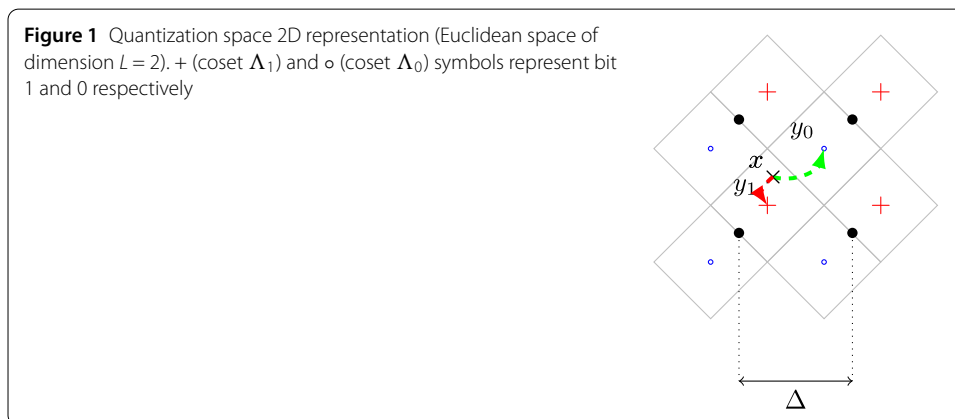 Figure 1 Quantization space 2D representation (Euclidean space of
dimension L = 2). + (coset Λ1) and ∘ (coset Λ0) symbols represent bit
1 and 0 respectively
y0
x
y1
Δ